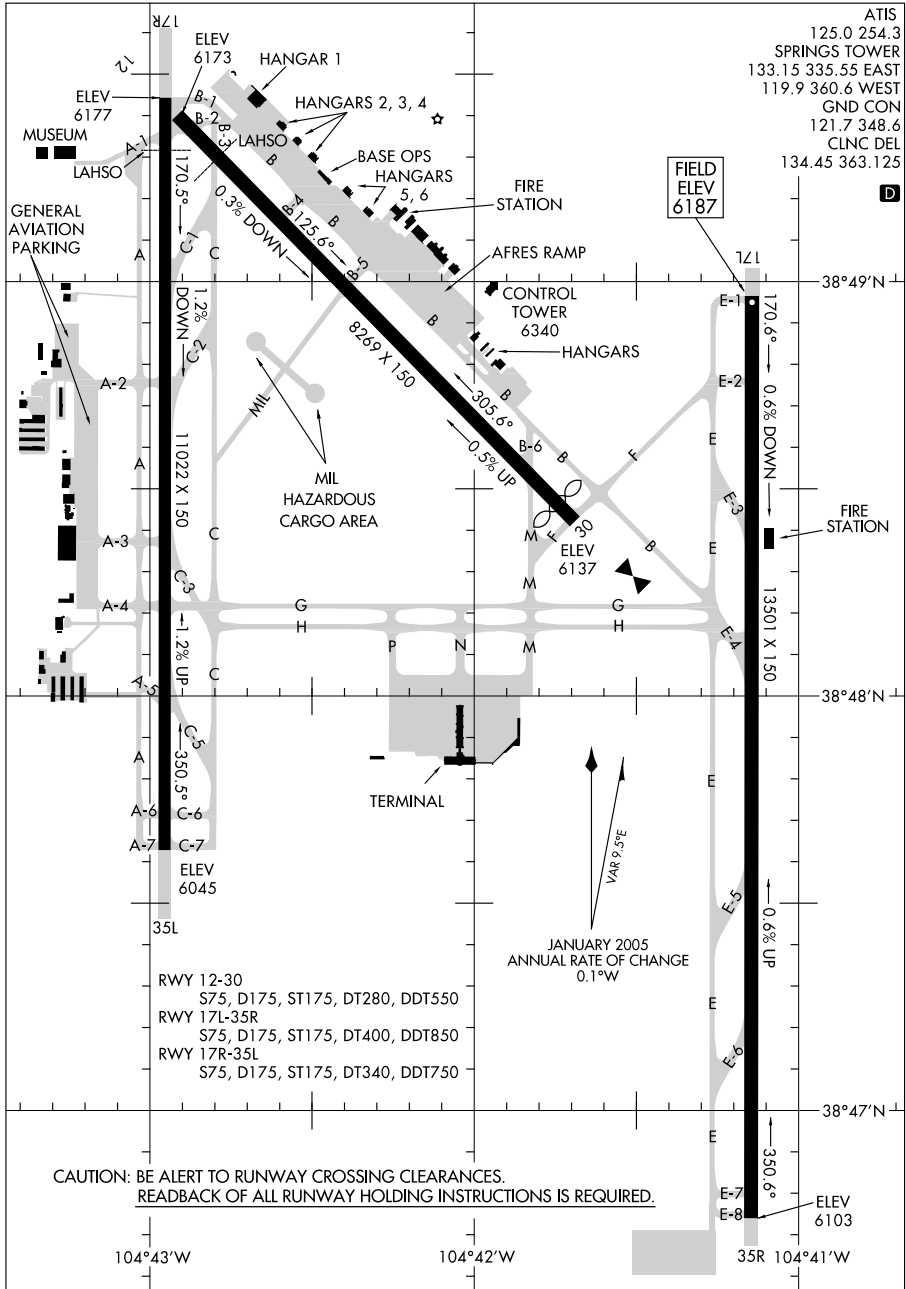 ATIS
125.0 254.3
SPRINGS TOWER
133.15 335.55 EAST
119.9 360.6 WEST
GND CON
121.7 348.6
CLNC DEL
134.45 363.125
D
17R
12
ELEV
6173
HANGAR 1
ELEV
6177
HANGARS 2, 3, 4
MUSEUM
B-1
B-2
B-3
A-1
LAHSO
LAHSO
BASE OPS
HANGARS
5, 6
FIRE
STATION
FIELD
ELEV
6187
GENERAL
AVIATION
PARKING
170.5°
0.3% DOWN
B
B-4
125.6°
B
B-5
A
C-1
C
AFRES RAMP
17L
38°49'N
E-1
1.2%
DOWN
C-2
8269 X 150
B
CONTROL
TOWER
6340
HANGARS
170.6°
0.6% DOWN
A-2
MIL
305.6°
0.5% UP
B
B-6
B
F
E-2
E
A
11022 X 150
MIL
HAZARDOUS
CARGO AREA
E-3
FIRE
STATION
A-3
C
M
F
30
ELEV
6137
B
E
C-3
M
A-4
G
G
H
H
13501 X 150
1.2% UP
C
P
N
M
E-4
A-5
38°48'N
C-5
350.5°
A
TERMINAL
E
A-6
C-6
A-7
C-7
VAR 9.5°E
ELEV
6045
E-5
0.6% UP
35L
JANUARY 2005
ANNUAL RATE OF CHANGE
0.1°W
RWY 12-30
S75, D175, ST175, DT280, DDT550
RWY 17L-35R
S75, D175, ST175, DT400, DDT850
RWY 17R-35L
S75, D175, ST175, DT340, DDT750
E
E-6
38°47'N
E
350.6°
CAUTION: BE ALERT TO RUNWAY CROSSING CLEARANCES.
READBACK OF ALL RUNWAY HOLDING INSTRUCTIONS IS REQUIRED.
E-7
E-8
ELEV
6103
104°43'W
104°42'W
35R
104°41'W